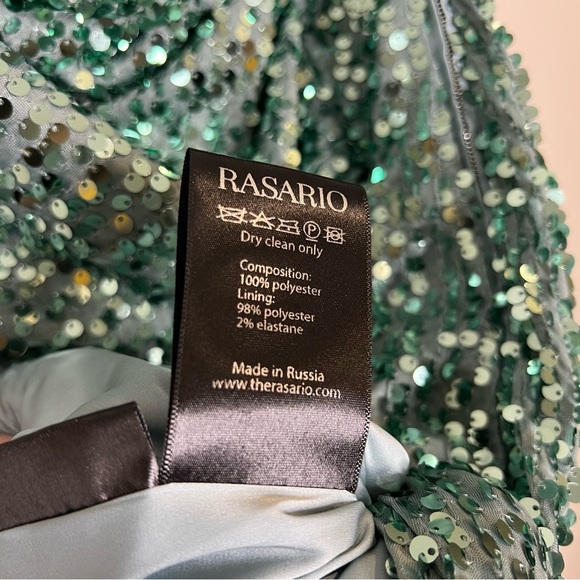 RASARIO
Dry clean only
Composition:
100% polyester
Lining:
98% polyester
2% elastane
Made in Russia
www.therasario.com